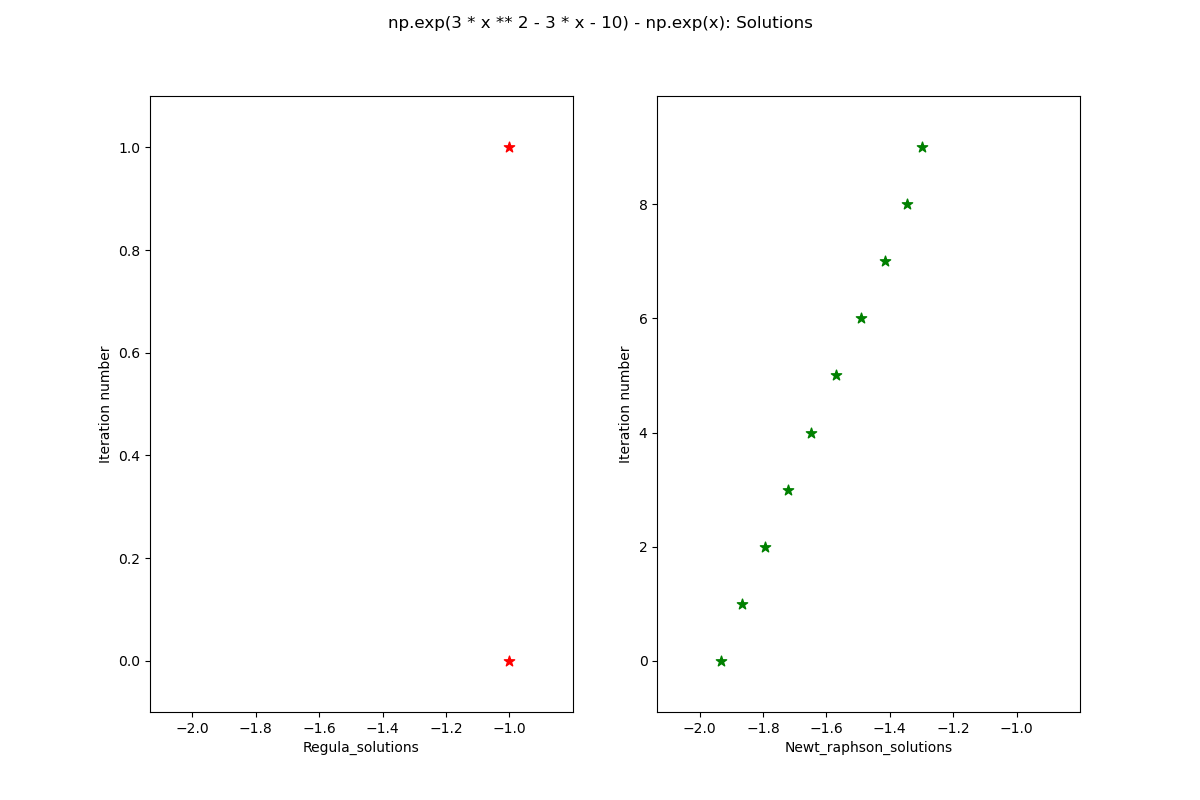 np.exp(3 * x ** 2 - 3 * x - 10) - np.exp(x): Solutions
1.0
0.8
0.6
0.4
0.2
0.0
Iteration number
−2.0 −1.8 −1.6 −1.4 −1.2 −1.0
Regula_solutions
8
6
4
2
0
Iteration number
−2.0 −1.8 −1.6 −1.4 −1.2 −1.0
Newt_raphson_solutions